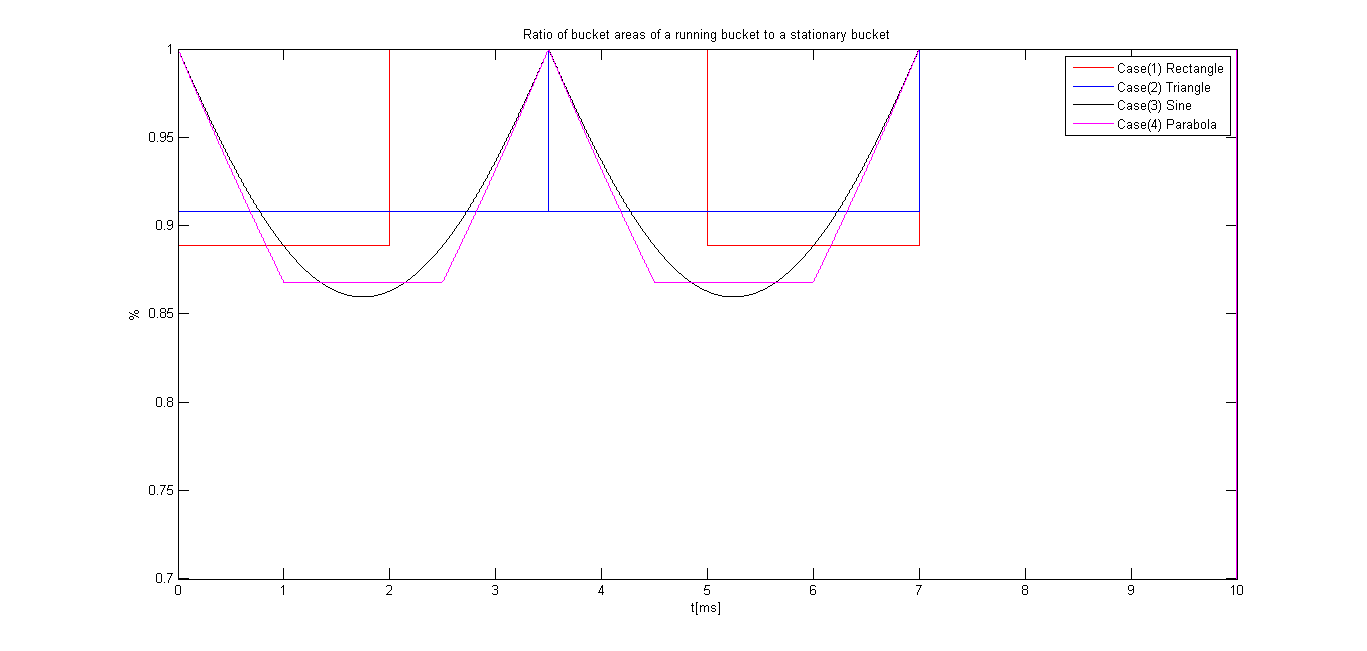 Ratio of bucket areas of a running bucket to a stationary bucket
Case(1) Rectangle
Case(2) Triangle
Case(3) Sine
Case(4) Parabola
1
0.95
0.9
0.85
0.8
0.75
0.7
%
0 1 2 3 4 5 6 7 8 9 10
t[ms]